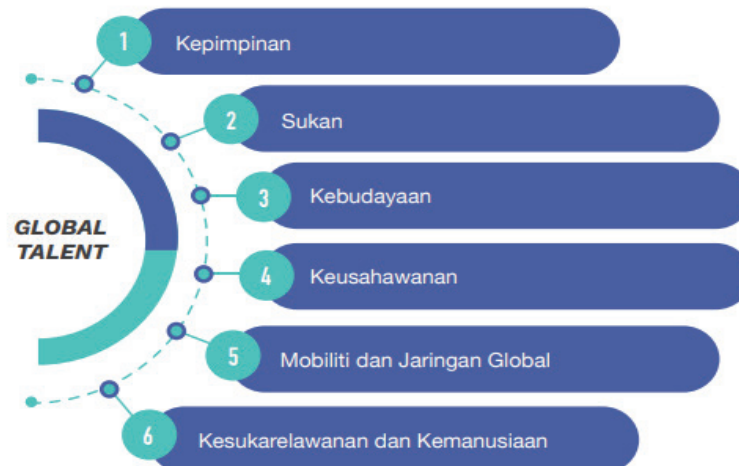 1
Kepimpinan
2
Sukan
3
Kebudayaan
GLOBAL
TALENT
4
Keusahawanan
5
Mobiliti dan Jaringan Global
6
Kesukarelawanan dan Kemanusiaan